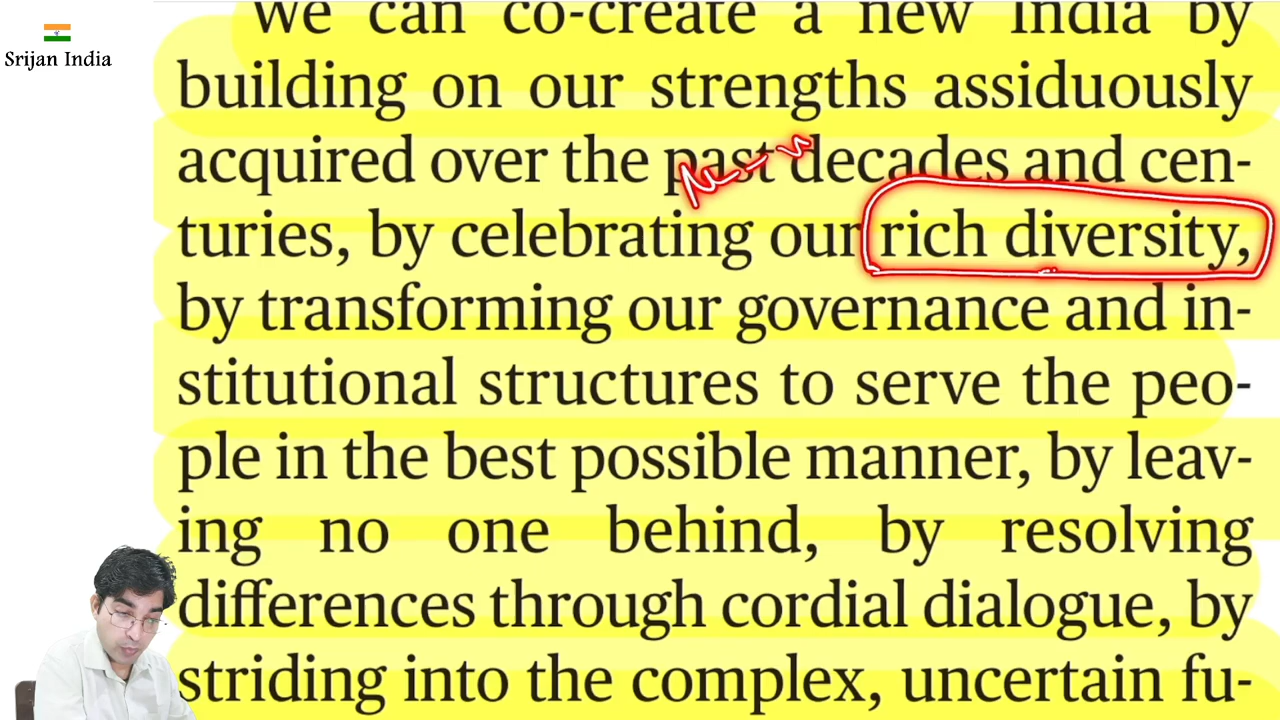 We can co-create a new India by
Srijan India
building on our strengths assiduously
acquired over the past decades and cen-
turies, by celebrating our rich diversity,
by transforming our governance and in-
stitutional structures to serve the peo-
ple in the best possible manner, by leav-
ing no one behind, by resolving
differences through cordial dialogue, by
striding into the complex, uncertain fu-